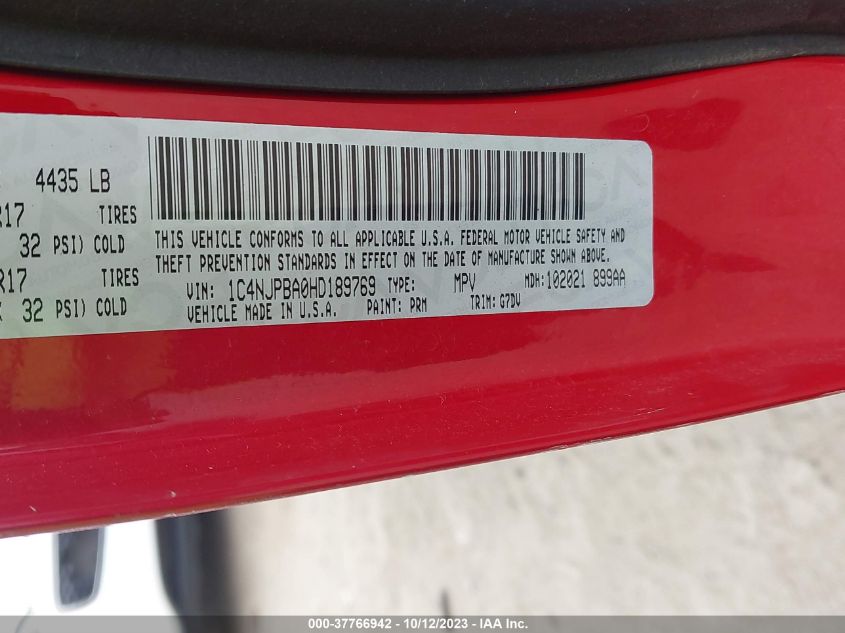 4435 LB
R17 TIRES
32 PSI) COLD
R17 TIRES
32 PSI) COLD
THIS VEHICLE CONFORMS TO ALL APPLICABLE U.S.A. FEDERAL MOTOR VEHICLE SAFETY AND
THEFT PREVENTION STANDARDS IN EFFECT ON THE DATE OF MANUFACTURE SHOWN ABOVE.
VIN: 1C4NJPBA0HD189769 TYPE: MPV MDH: 102021 899AA
VEHICLE MADE IN U.S.A. PAINT: PRM TRIM: G7DV
000-37766942 - 10/12/2023 - IAA Inc.